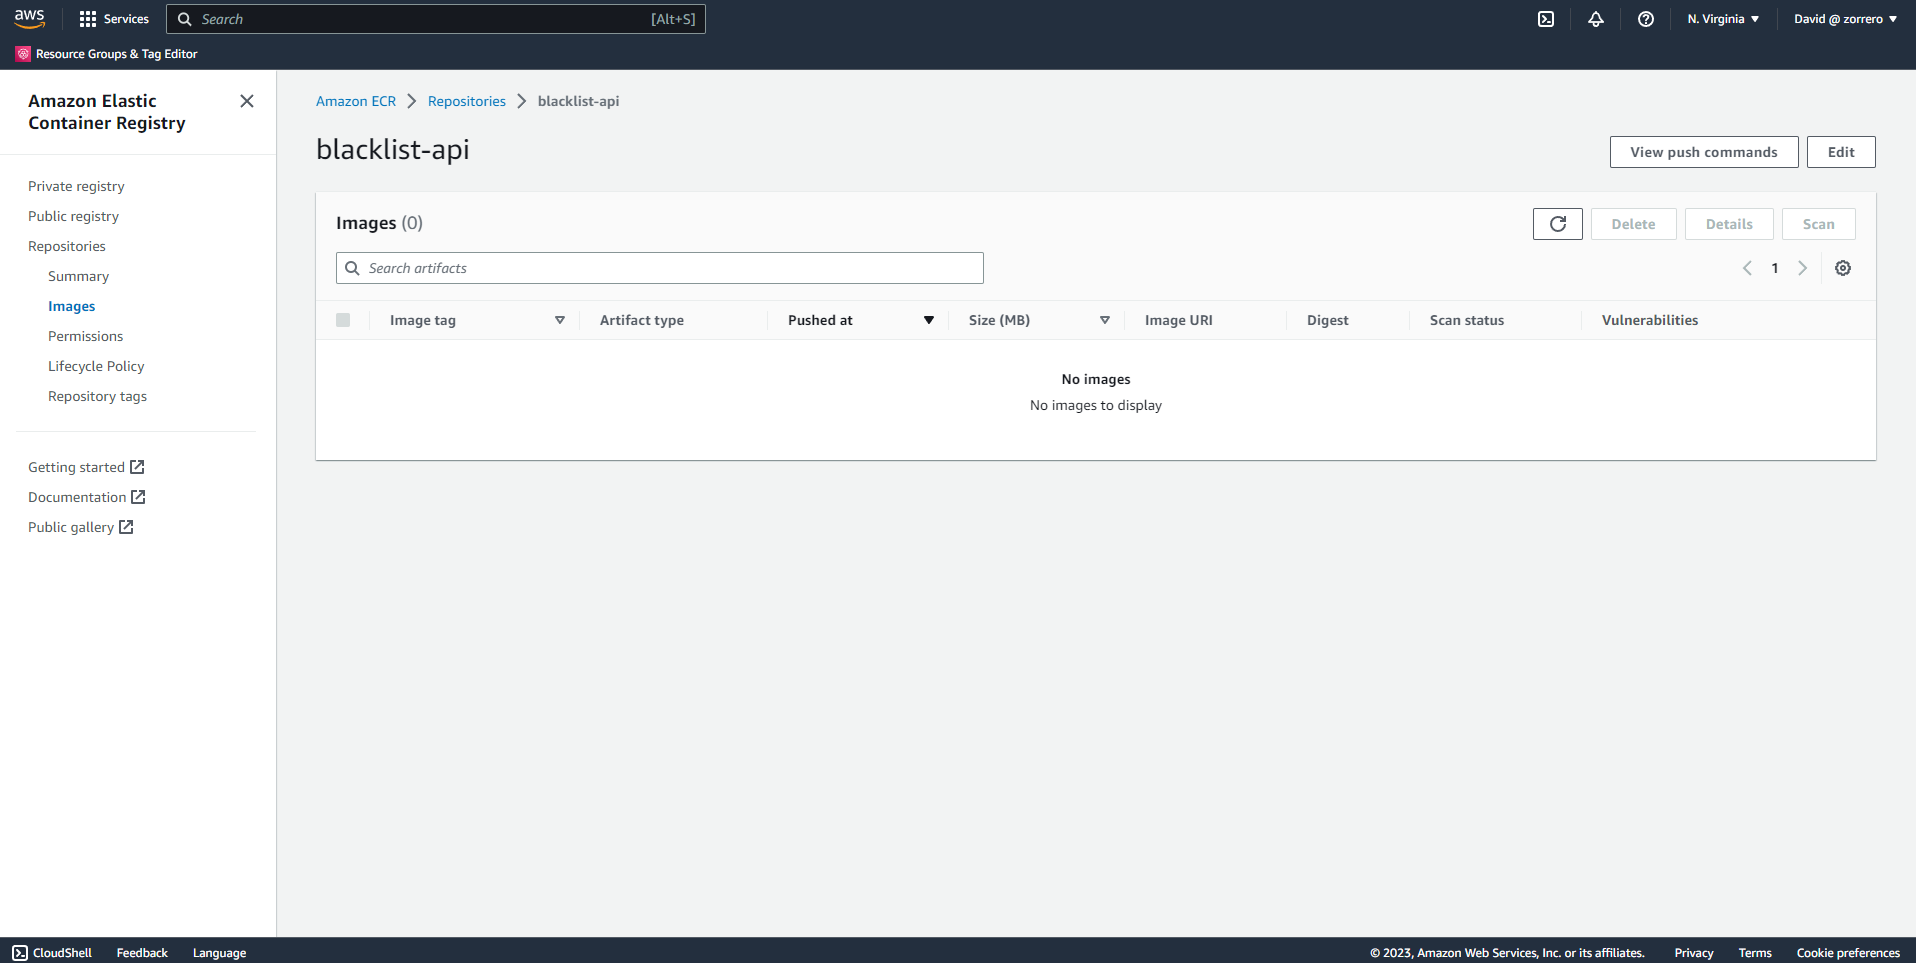 aws
Services
Search
[Alt+S]
N. Virginia
David @ zorrero
Resource Groups & Tag Editor
Amazon Elastic
Container Registry
Private registry
Public registry
Repositories
Summary
Images
Permissions
Lifecycle Policy
Repository tags
Getting started
Documentation
Public gallery
Amazon ECR
Repositories
blacklist-api
blacklist-api
View push commands
Edit
Images (0)
Delete
Details
Scan
Search artifacts
1
Image tag
Artifact type
Pushed at
Size (MB)
Image URI
Digest
Scan status
Vulnerabilities
No images
No images to display
CloudShell
Feedback
Language
© 2023, Amazon Web Services, Inc. or its affiliates.
Privacy
Terms
Cookie preferences